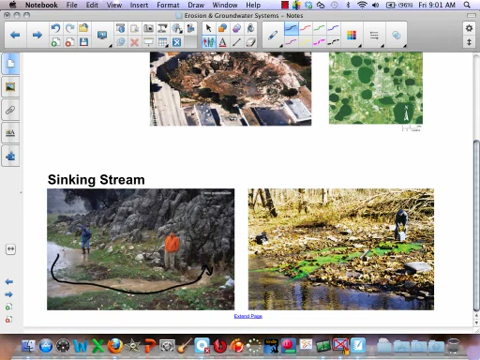 Notebook File Edit View Insert Format Draw Window Help
(96%) Fri 9:01 AM
Erosion & Groundwater Systems – Notes
Sinking Stream
Extend Page